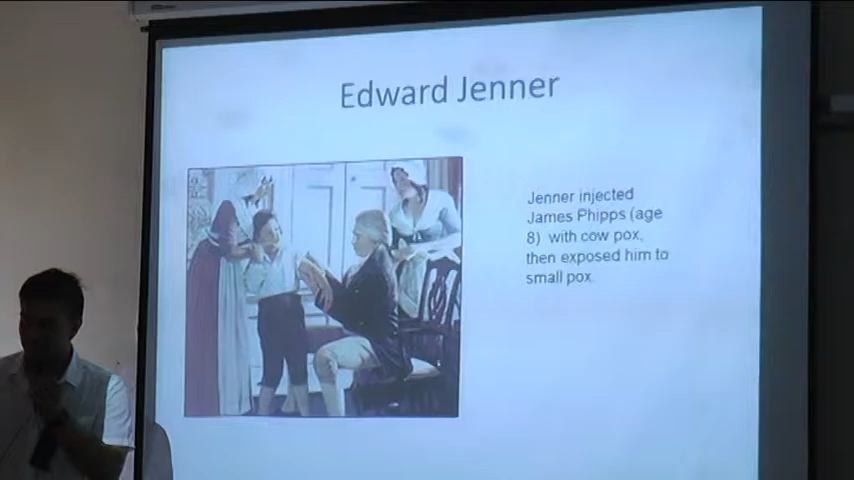 Edward Jenner
Jenner injected
James Phipps (age
8) with cow pox,
then exposed him to
small pox.